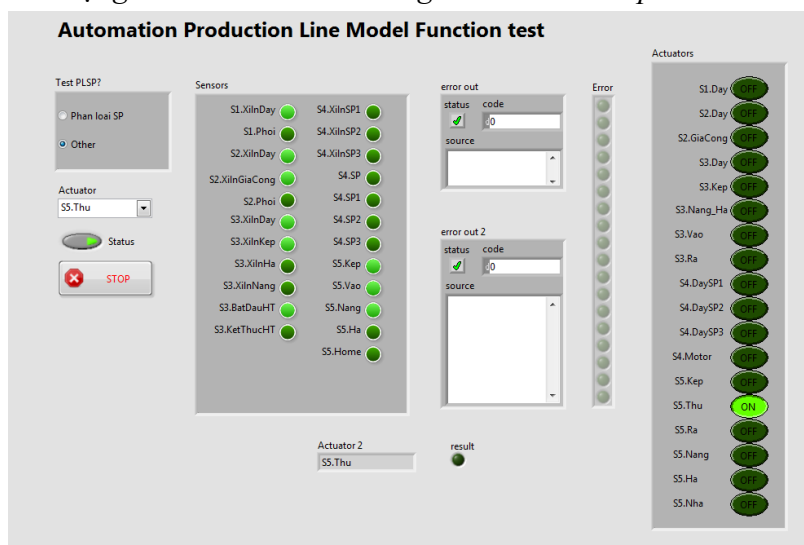 Automation Production Line Model Function test
Test PLSP?
Phan loai SP
Other
Actuator
S5.Thu
Status
STOP
Sensors
S1.XilnDay
S1.Phoi
S2.XilnDay
S2.XilnGiaCong
S2.Phoi
S3.XilnDay
S3.XilnKep
S3.XilnHa
S3.XilnNang
S3.BatDauHT
S3.KetThucHT
S4.XilnSP1
S4.XilnSP2
S4.XilnSP3
S4.SP
S4.SP1
S4.SP2
S4.SP3
S5.Kep
S5.Vao
S5.Nang
S5.Ha
S5.Home
Actuator 2
S5.Thu
result
error out
status code
d0
source
error out 2
status code
d0
source
Error
Actuators
S1.Day OFF
S2.Day OFF
S2.GiaCong OFF
S3.Day OFF
S3.Kep OFF
S3.Nang_Ha OFF
S3.Vao OFF
S3.Ra OFF
S4.DaySP1 OFF
S4.DaySP2 OFF
S4.DaySP3 OFF
S4.Motor OFF
S5.Kep OFF
S5.Thu ON
S5.Ra OFF
S5.Nang OFF
S5.Ha OFF
S5.Nha OFF